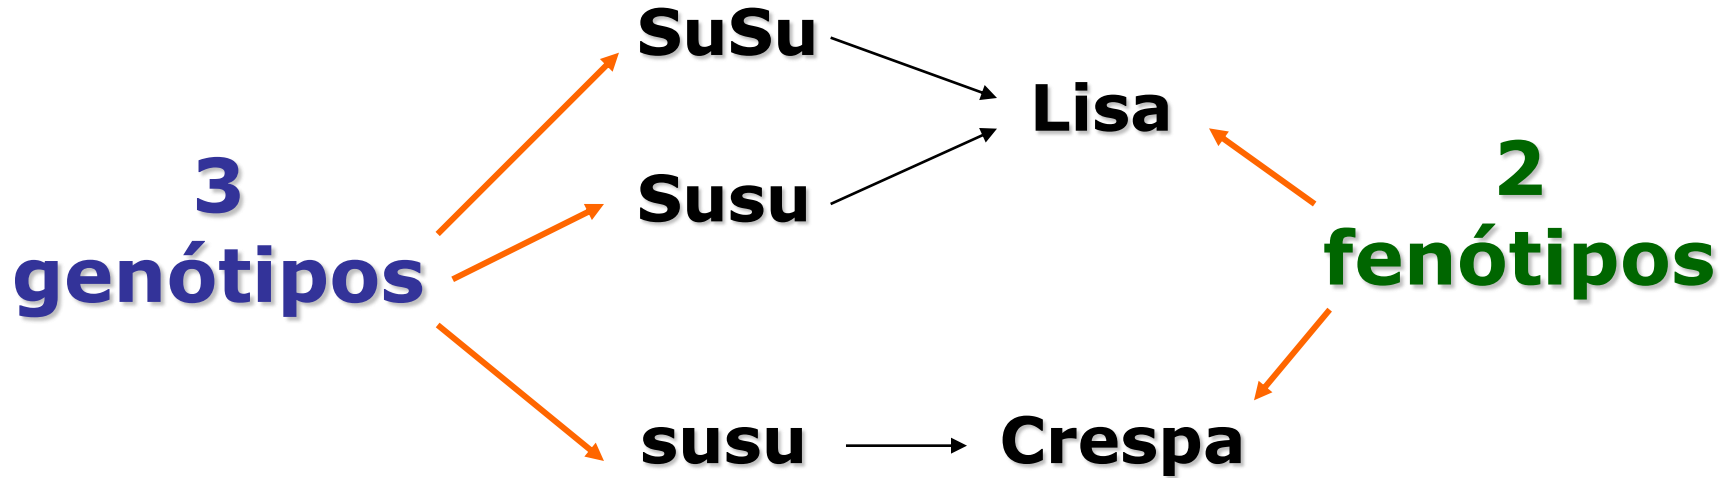 SuSu
Lisa
3
genótipos
Susu
2
fenótipos
susu
Crespa